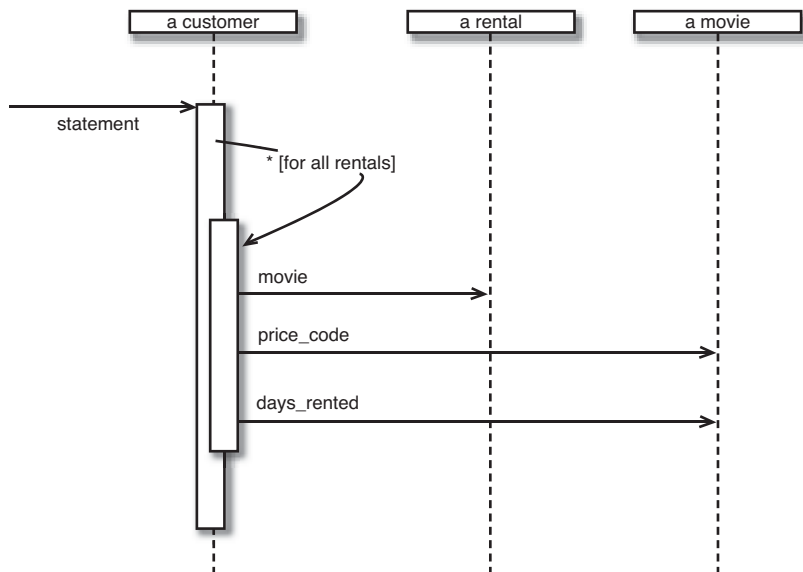 a customer
a rental
a movie
statement
* [for all rentals]
movie
price_code
days_rented